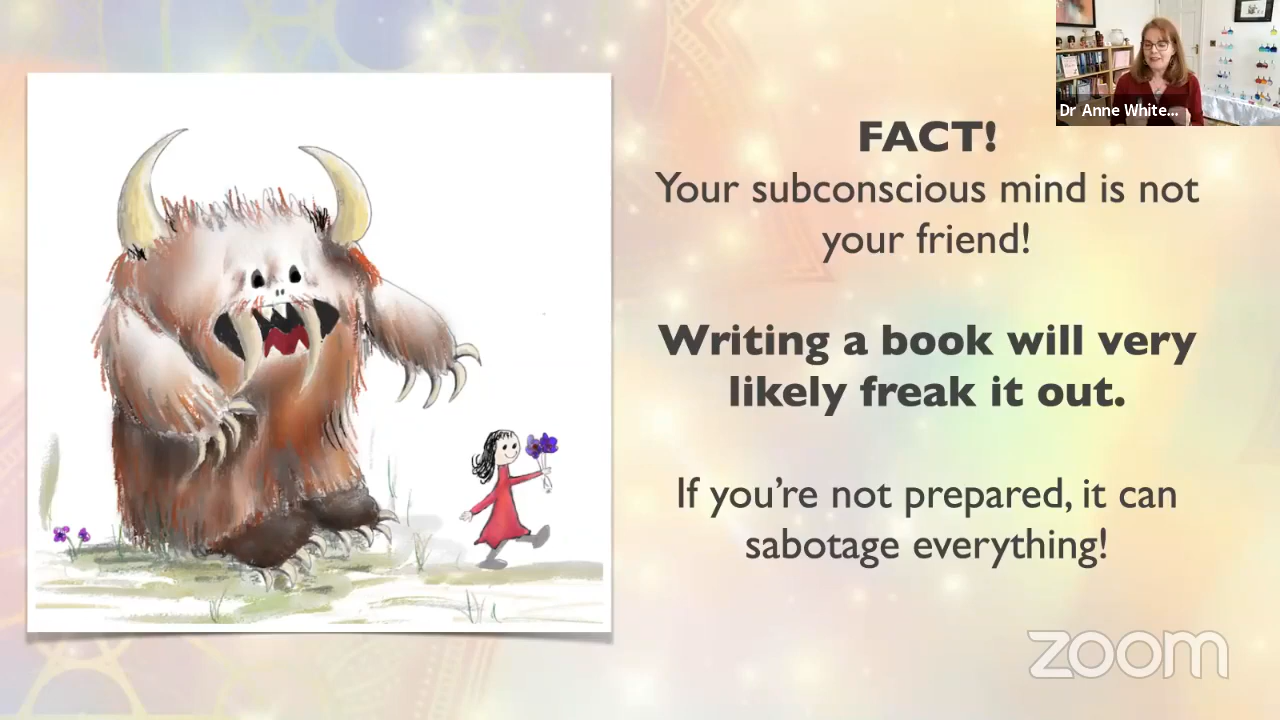 Dr Anne White...
FACT!
Your subconscious mind is not
your friend!
Writing a book will very
likely freak it out.
If you're not prepared, it can
sabotage everything!
zoom